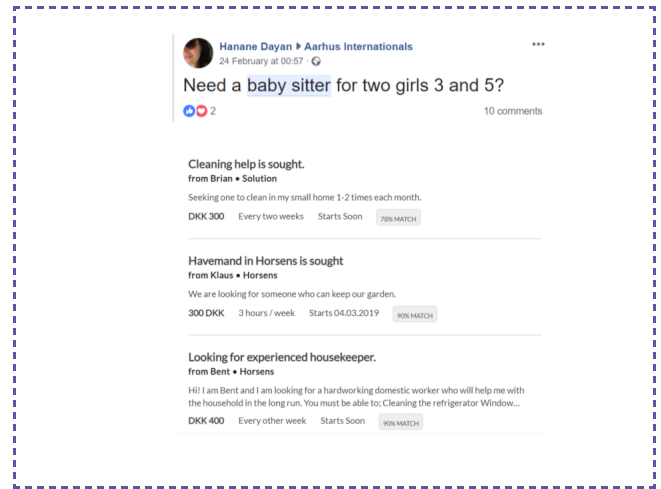 Hanane Dayan ▶ Aarhus Internationals
24 February at 00:57 ·
Need a baby sitter for two girls 3 and 5?
2 10 comments
Cleaning help is sought.
from Brian • Solution
Seeking one to clean in my small home 1-2 times each month.
DKK 300 Every two weeks Starts Soon 78% MATCH
Havemand in Horsens is sought
from Klaus • Horsens
We are looking for someone who can keep our garden.
300 DKK 3 hours / week Starts 04.03.2019 90% MATCH
Looking for experienced housekeeper.
from Bent • Horsens
Hi! I am Bent and I am looking for a hardworking domestic worker who will help me with
the household in the long run. You must be able to; Cleaning the refrigerator Window...
DKK 400 Every other week Starts Soon 90% MATCH